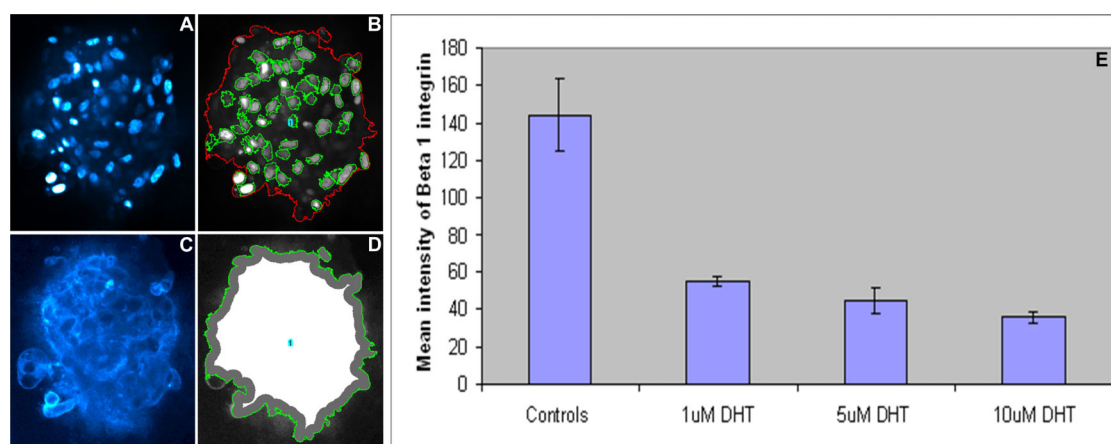 A
B
C
D
1
E
Mean intensity of Beta 1 integrin
180
160
140
120
100
80
60
40
20
0
Controls
1uM DHT
5uM DHT
10uM DHT